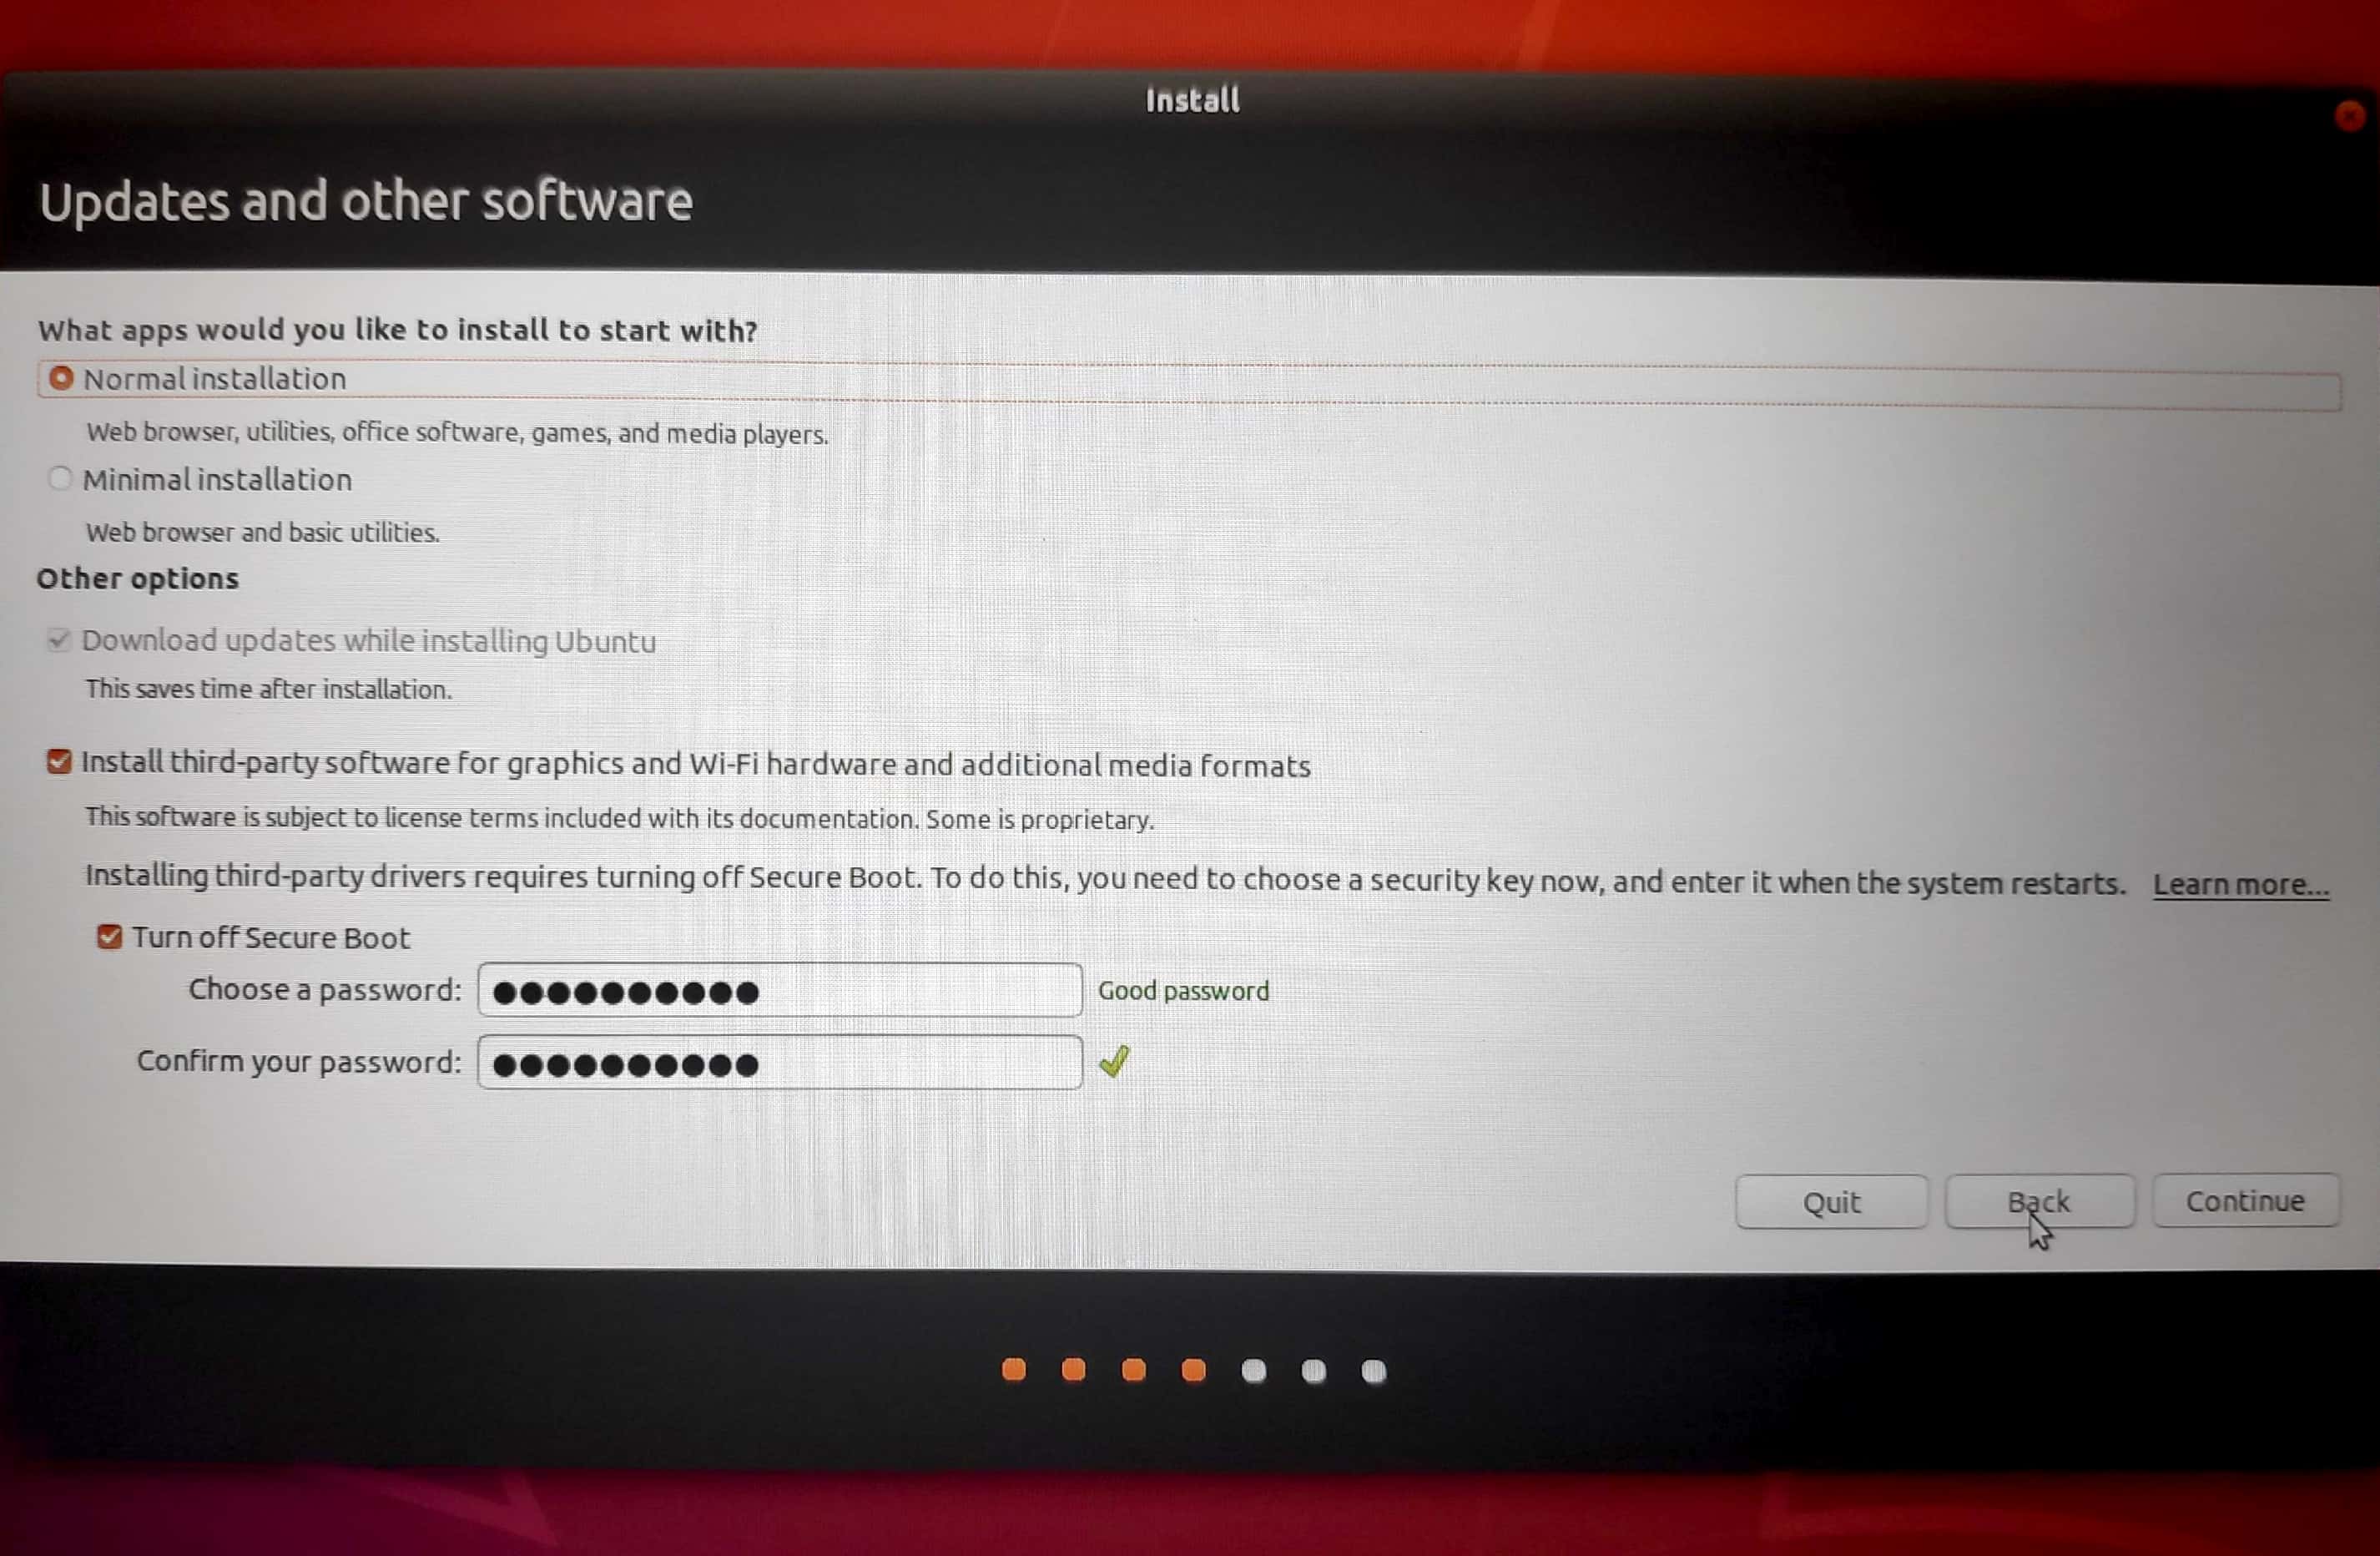 Install
Updates and other software
What apps would you like to install to start with?
Normal installation
Web browser, utilities, office software, games, and media players.
Minimal installation
Web browser and basic utilities.
Other options
Download updates while installing Ubuntu
This saves time after installation.
Install third-party software for graphics and Wi-Fi hardware and additional media formats
This software is subject to license terms included with its documentation. Some is proprietary.
Installing third-party drivers requires turning off Secure Boot. To do this, you need to choose a security key now, and enter it when the system restarts. Learn more...
Turn off Secure Boot
Choose a password: ●●●●●●●●●● Good password
Confirm your password: ●●●●●●●●●●
Quit Back Continue